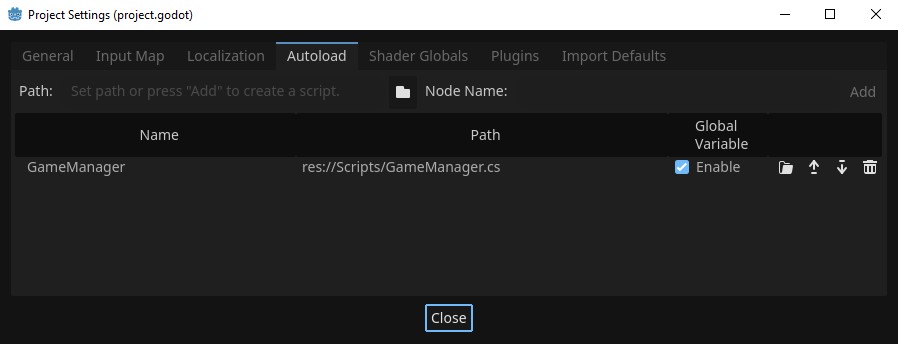 Project Settings (project.godot)
General Input Map Localization Autoload Shader Globals Plugins Import Defaults
Path: Set path or press "Add" to create a script. Node Name: Add
Name Path Global Variable
GameManager res://Scripts/GameManager.cs Enable
Close